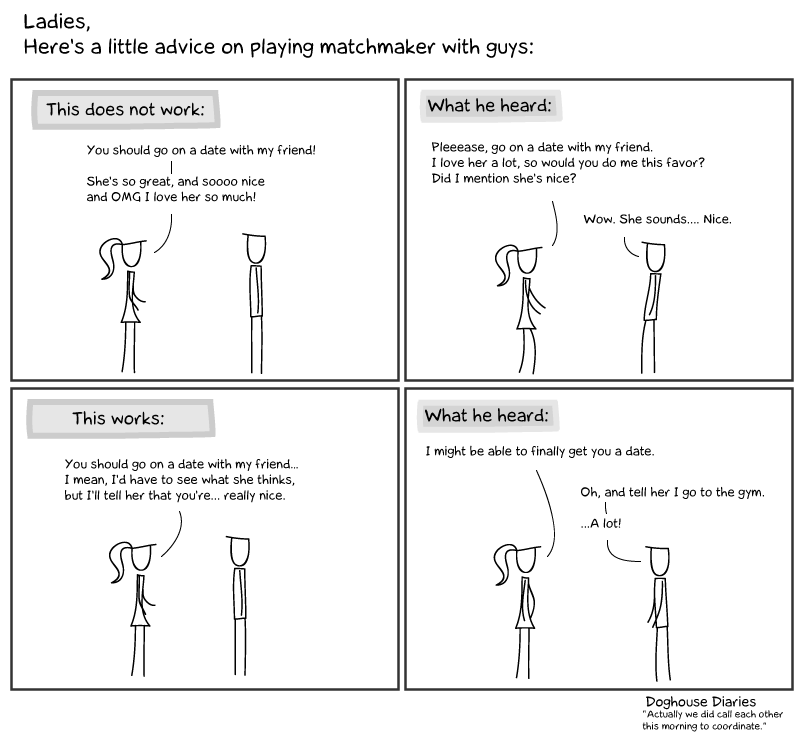 Ladies,
Here's a little advice on playing matchmaker with guys:
This does not work:
You should go on a date with my friend!
She's so great, and soooo nice
and OMG I love her so much!
What he heard:
Pleeease, go on a date with my friend.
I love her a lot, so would you do me this favor?
Did I mention she's nice?
Wow. She sounds.... Nice.
This works:
You should go on a date with my friend...
I mean, I'd have to see what she thinks,
but I'll tell her that you're... really nice.
What he heard:
I might be able to finally get you a date.
Oh, and tell her I go to the gym.
...A lot!
Doghouse Diaries
"Actually we did call each other
this morning to coordinate."